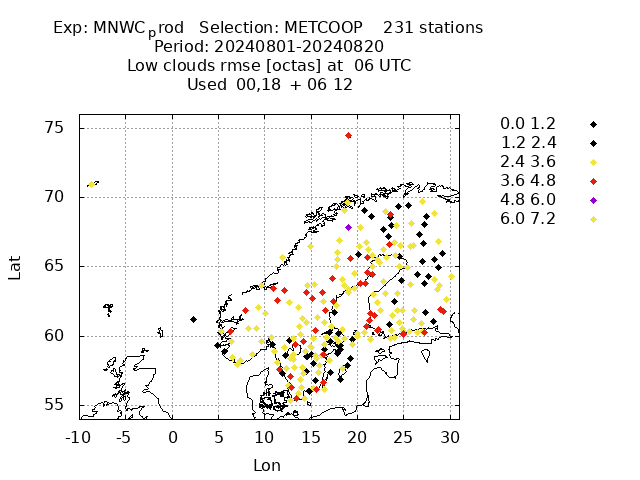 Exp: MNWCprod Selection: METCOOP 231 stations
Period: 20240801-20240820
Low clouds rmse [octas] at 06 UTC
Used 00,18 + 06 12
0.0 1.2
1.2 2.4
2.4 3.6
3.6 4.8
4.8 6.0
6.0 7.2
75
70
65
60
55
Lat
-10 -5 0 5 10 15 20 25 30
Lon